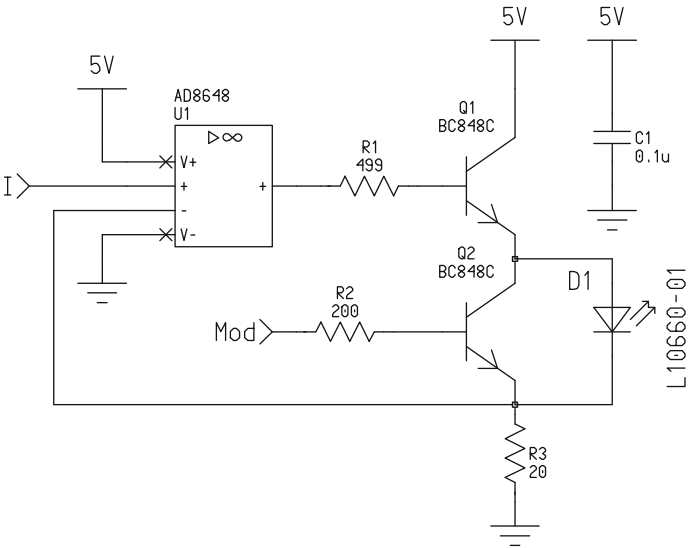 5V
5V
5V
AD8648
U1
▷∞
V+
+
-
V-
+
I
R1
499
Q1
BC848C
C1
0.1u
Q2
BC848C
D1
L10660-01
R2
200
Mod
R3
20